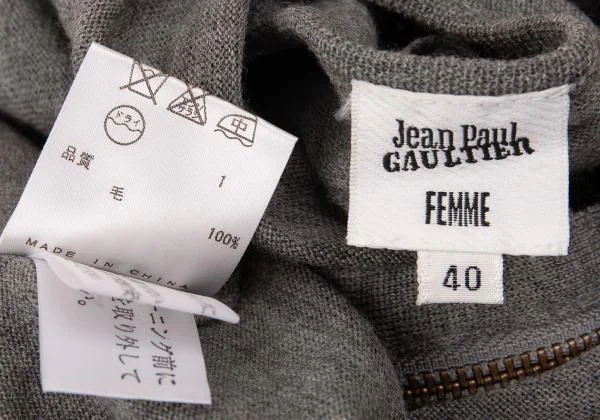 ドライ
中
品質
1
毛
100%
MADE IN CHINA
ーニング前に
を取り外して
Jean Paul
GAULTIER
FEMME
40